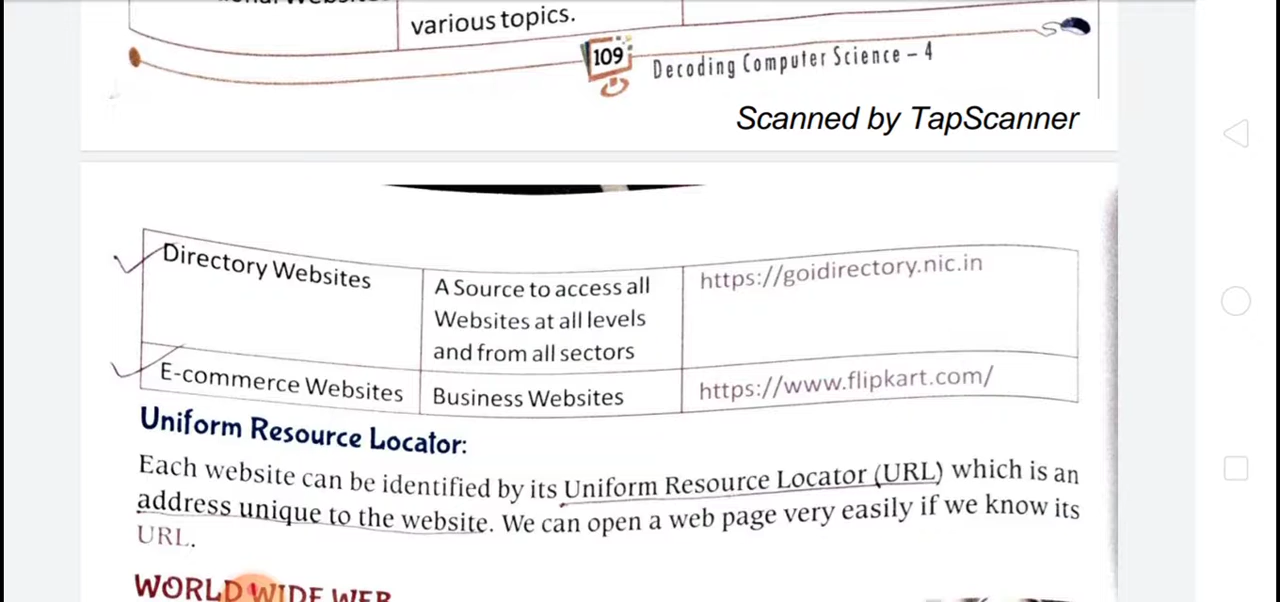 various topics.
109
Decoding Computer Science – 4
Scanned by TapScanner
Directory Websites
A Source to access all
Websites at all levels
and from all sectors
https://goidirectory.nic.in
E-commerce Websites
Business Websites
https://www.flipkart.com/
Uniform Resource Locator:
Each website can be identified by its Uniform Resource Locator (URL) which is an
address unique to the website. We can open a web page very easily if we know its
URL.
WORLD WIDE WEB